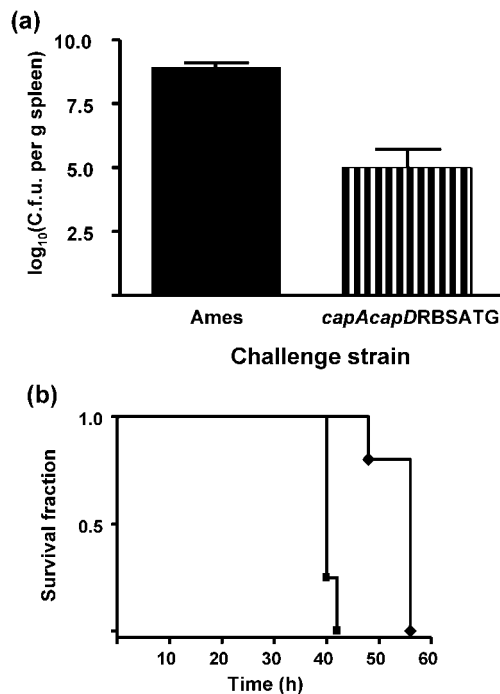 (a)
log₁₀(C.f.u. per g spleen)
10.0
7.5
5.0
2.5
Ames
capAcapDRBSATG
Challenge strain
(b)
Survival fraction
1.0
0.5
10
20
30
40
50
60
Time (h)